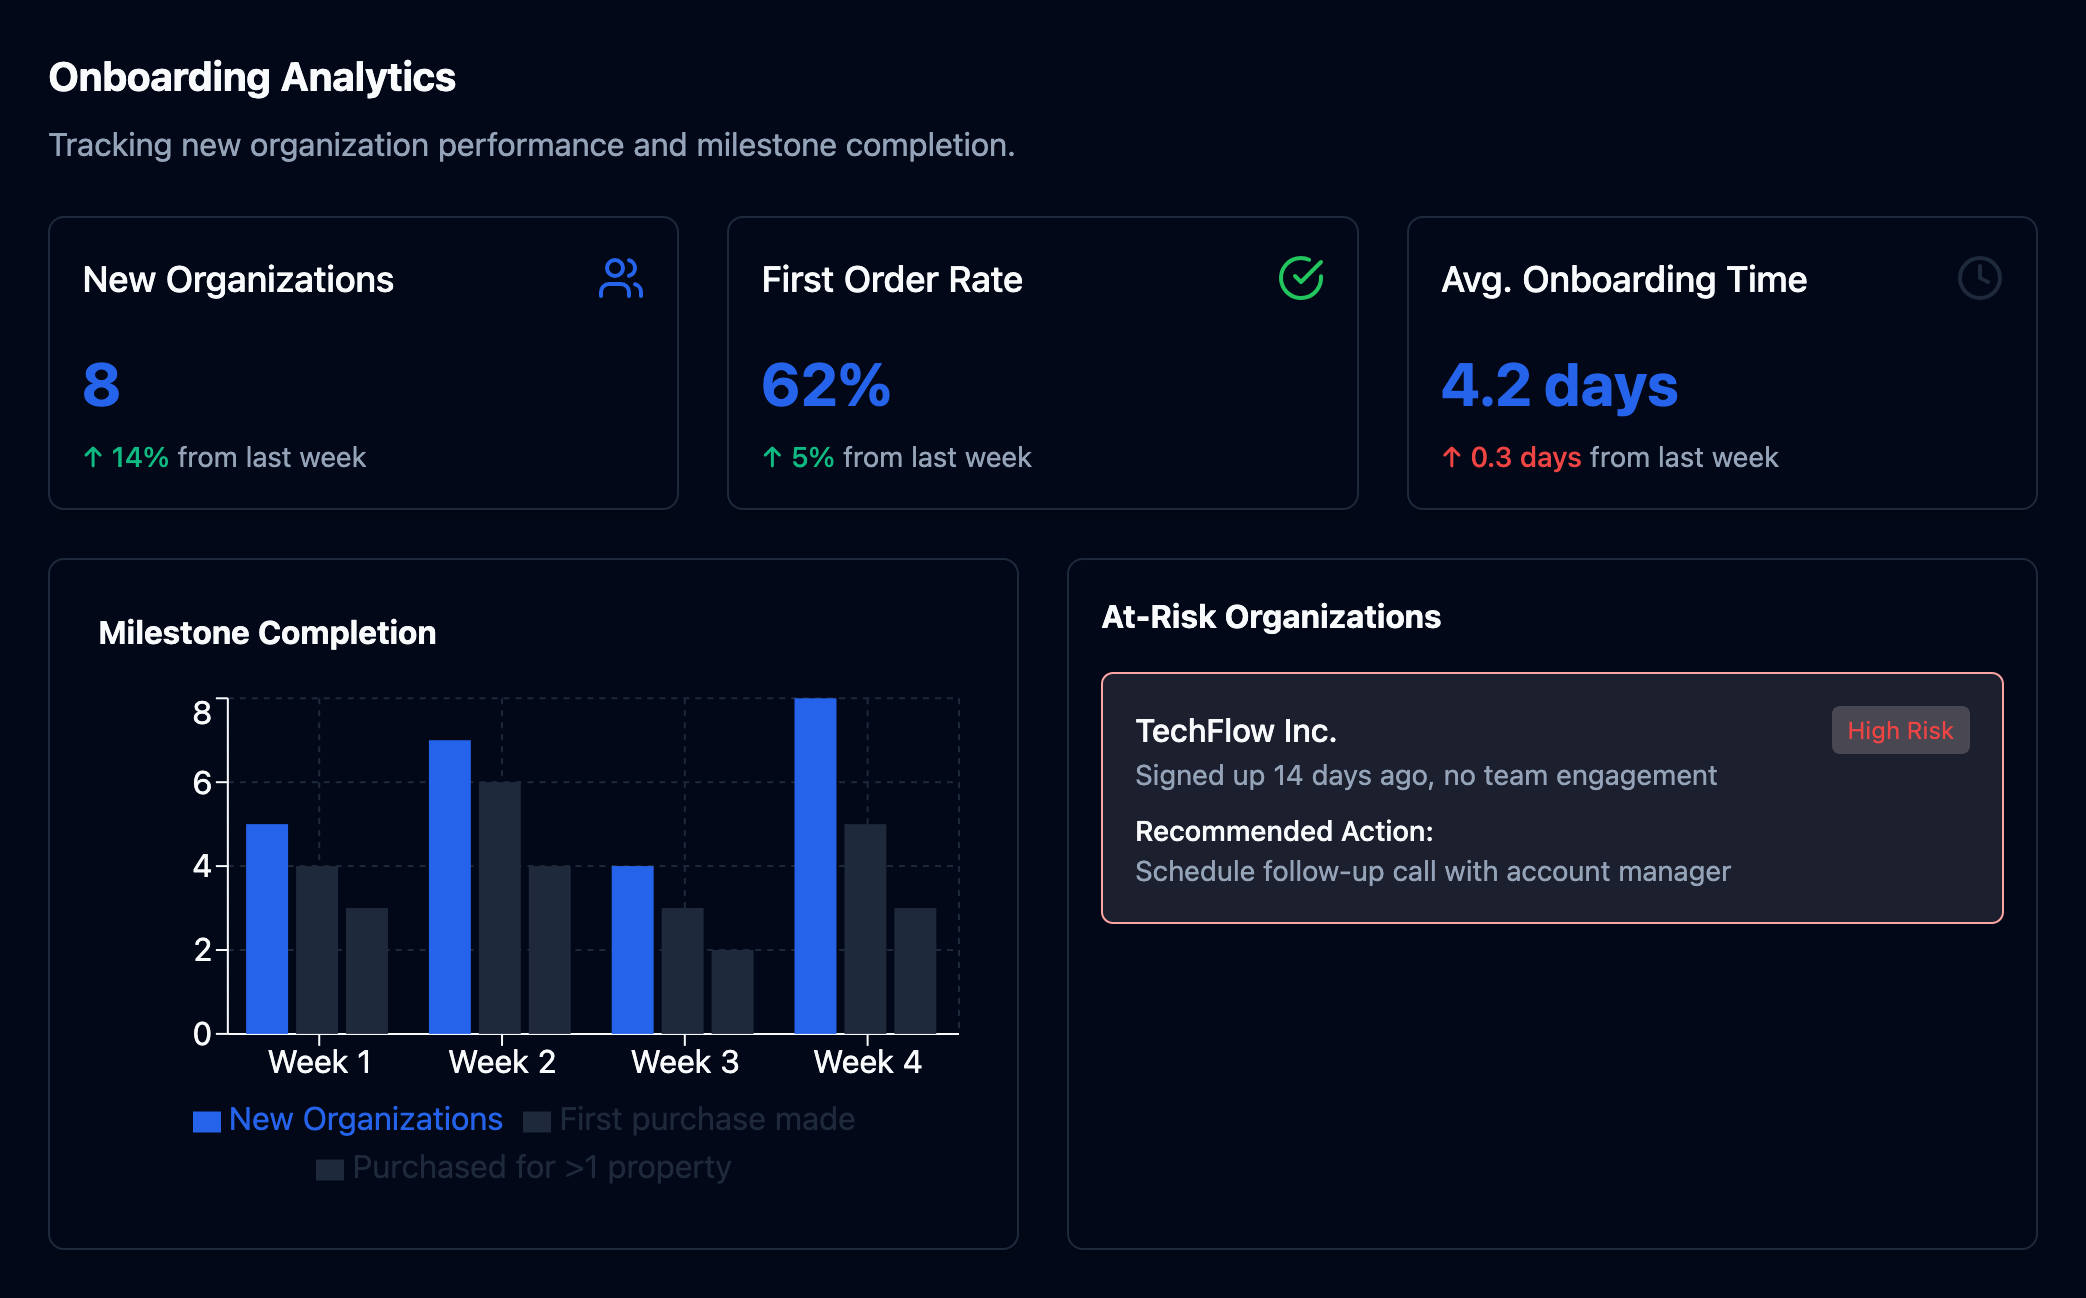 Onboarding Analytics
Tracking new organization performance and milestone completion.
New Organizations
8
↑ 14% from last week
First Order Rate
62%
↑ 5% from last week
Avg. Onboarding Time
4.2 days
↑ 0.3 days from last week
Milestone Completion
8
6
4
2
0
Week 1 Week 2 Week 3 Week 4
New Organizations First purchase made
Purchased for >1 property
At-Risk Organizations
TechFlow Inc.
High Risk
Signed up 14 days ago, no team engagement
Recommended Action:
Schedule follow-up call with account manager